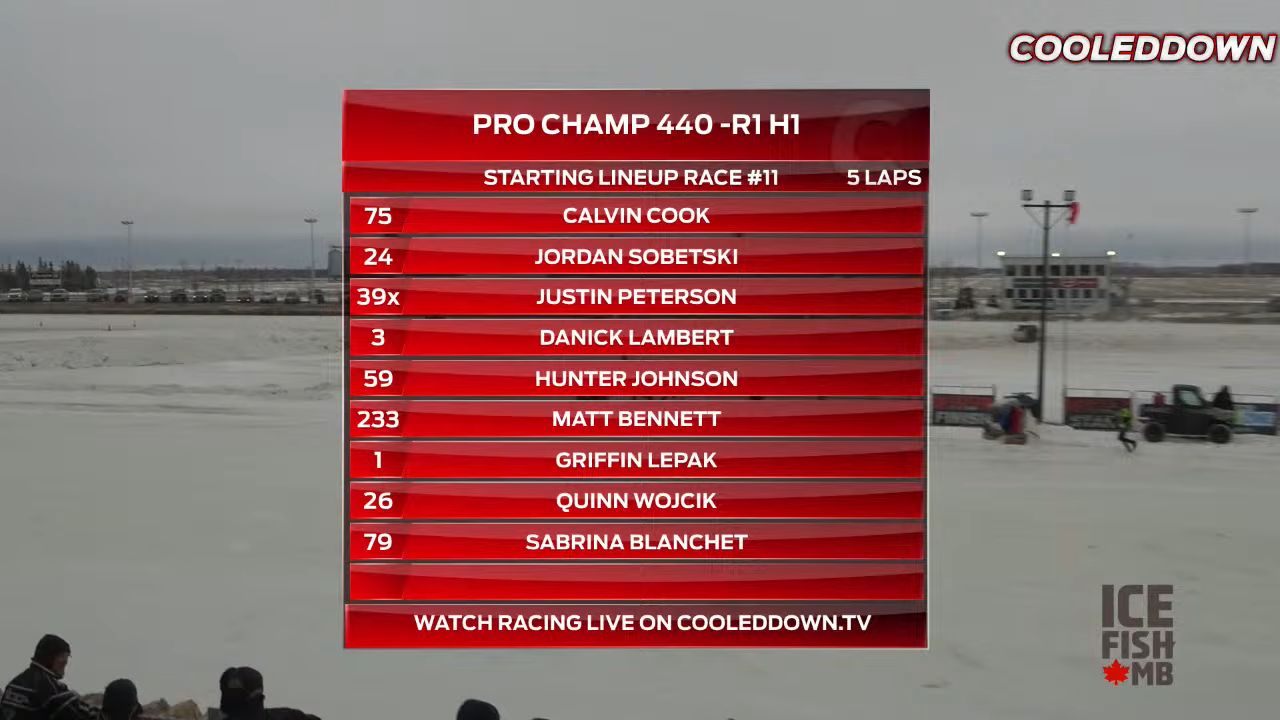 COOLEDDOWN
PRO CHAMP 440 -R1 H1
STARTING LINEUP RACE #11 5 LAPS
75 CALVIN COOK
24 JORDAN SOBETSKI
39x JUSTIN PETERSON
3 DANICK LAMBERT
59 HUNTER JOHNSON
233 MATT BENNETT
1 GRIFFIN LEPAK
26 QUINN WOJCIK
79 SABRINA BLANCHET
WATCH RACING LIVE ON COOLEDDOWN.TV
ICE
FISH
MB